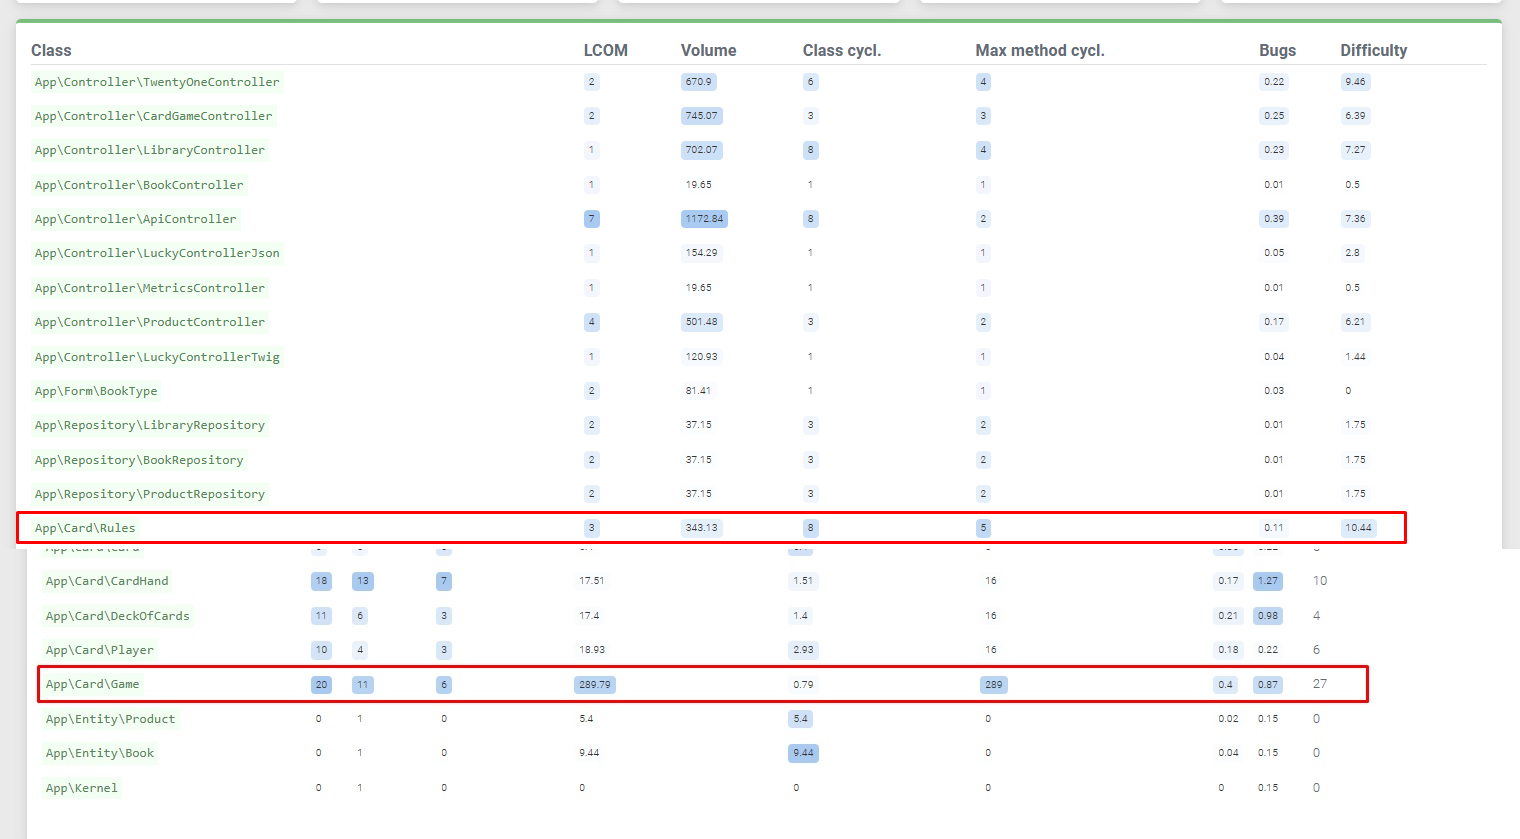 Class LCOM Volume Class cycl. Max method cycl. Bugs Difficulty
App\Controller\TwentyOneController 2 670.9 6 4 0.22 9.46
App\Controller\CardGameController 2 745.07 3 3 0.25 6.39
App\Controller\LibraryController 1 702.07 8 4 0.23 7.27
App\Controller\BookController 1 19.65 1 1 0.01 0.5
App\Controller\ApiController 7 1172.84 8 2 0.39 7.36
App\Controller\LuckyControllerJson 1 154.29 1 1 0.05 2.8
App\Controller\MetricsController 1 19.65 1 1 0.01 0.5
App\Controller\ProductController 4 501.48 3 2 0.17 6.21
App\Controller\LuckyControllerTwig 1 120.93 1 1 0.04 1.44
App\Form\BookType 2 81.41 1 1 0.03 0
App\Repository\LibraryRepository 2 37.15 3 2 0.01 1.75
App\Repository\BookRepository 2 37.15 3 2 0.01 1.75
App\Repository\ProductRepository 2 37.15 3 2 0.01 1.75
App\Card\Rules 3 343.13 8 5 0.11 10.44
App\Card\CardHand 18 13 7 17.51 1.51 16 0.17 1.27 10
App\Card\DeckOfCards 11 6 3 17.4 1.4 16 0.21 0.98 4
App\Card\Player 10 4 3 18.93 2.93 16 0.18 0.22 6
App\Card\Game 20 11 6 289.79 0.79 289 0.4 0.87 27
App\Entity\Product 0 1 0 5.4 5.4 0 0.02 0.15 0
App\Entity\Book 0 1 0 9.44 9.44 0 0.04 0.15 0
App\Kernel 0 1 0 0 0 0 0 0.15 0